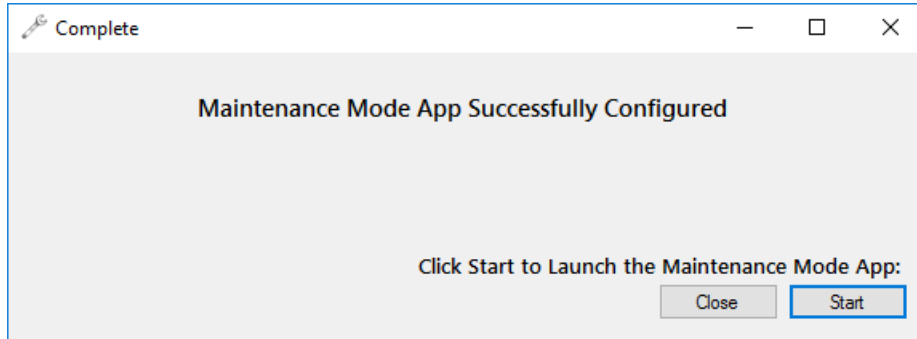 Complete
Maintenance Mode App Successfully Configured
Click Start to Launch the Maintenance Mode App:
Close Start